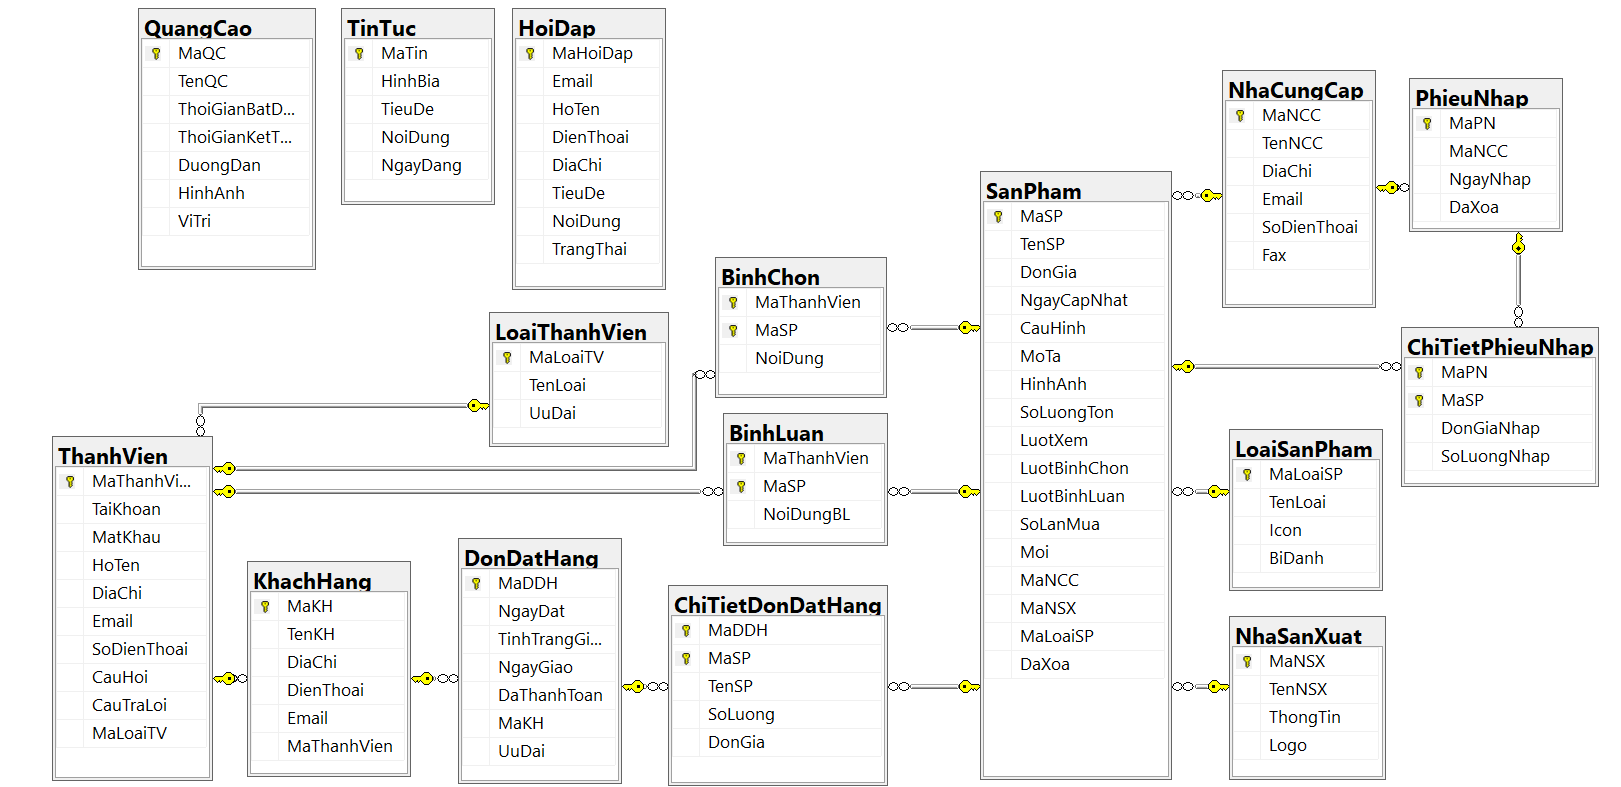 QuangCao
MaQC
TenQC
ThoiGianBatD...
ThoiGianKetT...
DuongDan
HinhAnh
ViTri
TinTuc
MaTin
HinhBia
TieuDe
NoiDung
NgayDang
HoiDap
MaHoiDap
Email
HoTen
DienThoai
DiaChi
TieuDe
NoiDung
TrangThai
NhaCungCap
MaNCC
TenNCC
DiaChi
Email
SoDienThoai
Fax
PhieuNhap
MaPN
MaNCC
NgayNhap
DaXoa
SanPham
MaSP
TenSP
DonGia
NgayCapNhat
CauHinh
MoTa
HinhAnh
SoLuongTon
LuotXem
LuotBinhChon
LuotBinhLuan
SoLanMua
Moi
MaNCC
MaNSX
MaLoaiSP
DaXoa
BinhChon
MaThanhVien
MaSP
NoiDung
LoaiThanhVien
MaLoaiTV
TenLoai
UuDai
ChiTietPhieuNhap
MaPN
MaSP
DonGiaNhap
SoLuongNhap
BinhLuan
MaThanhVien
MaSP
NoiDungBL
LoaiSanPham
MaLoaiSP
TenLoai
Icon
BiDanh
ThanhVien
MaThanhVi...
TaiKhoan
MatKhau
HoTen
DiaChi
Email
SoDienThoai
CauHoi
CauTraLoi
MaLoaiTV
KhachHang
MaKH
TenKH
DiaChi
DienThoai
Email
MaThanhVien
DonDatHang
MaDDH
NgayDat
TinhTrangGi...
NgayGiao
DaThanhToan
MaKH
UuDai
ChiTietDonDatHang
MaDDH
MaSP
TenSP
SoLuong
DonGia
NhaSanXuat
MaNSX
TenNSX
ThongTin
Logo